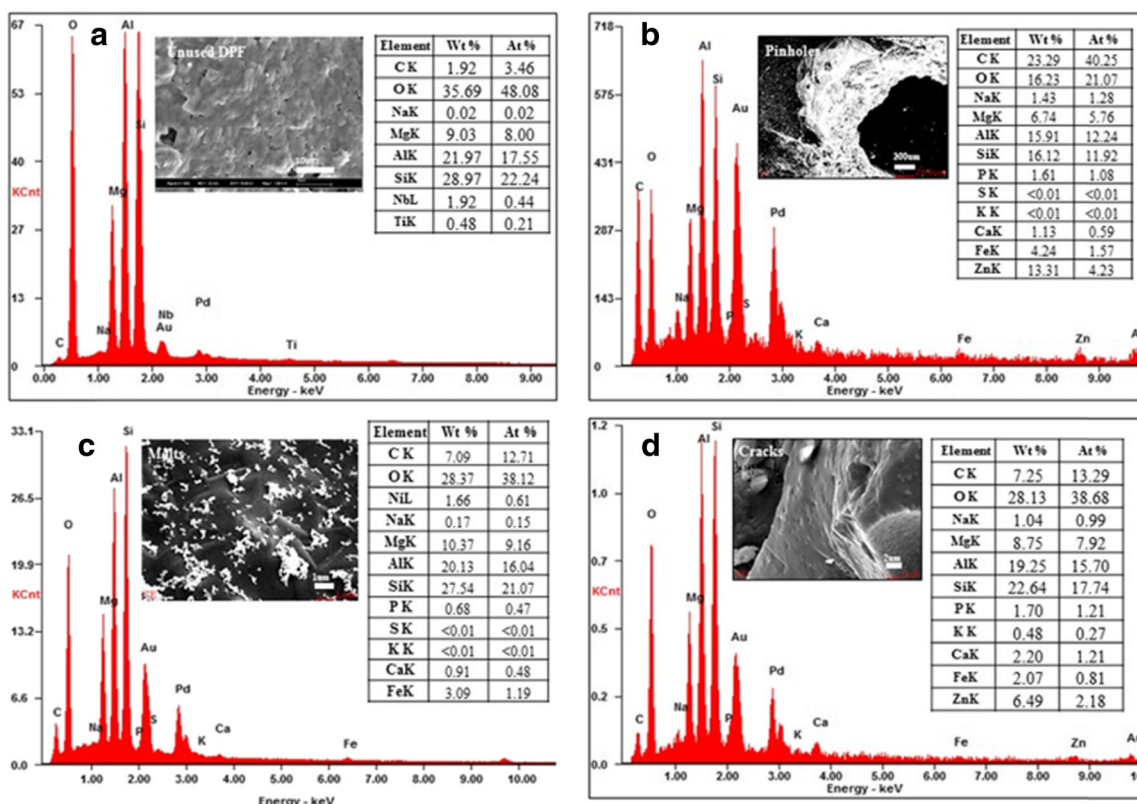 a
Unused DPF
10um
67
53
40
KCnt
27
13
0
O
Al
Si
Mg
Na
C
Nb
Au
Pd
Ti
0.00 1.00 2.00 3.00 4.00 5.00 6.00 7.00 8.00 9.00
Energy - keV
Element Wt % At %
C K 1.92 3.46
O K 35.69 48.08
NaK 0.02 0.02
MgK 9.03 8.00
AlK 21.97 17.55
SiK 28.97 22.24
NbL 1.92 0.44
TiK 0.48 0.21
b
Pinholes
200um
718
575
431
KCnt
287
143
0
C
O
Na
Mg
Al
Si
P
Au
S
Pd
K
Ca
Fe
Zn
A
1.00 2.00 3.00 4.00 5.00 6.00 7.00 8.00 9.00
Energy - keV
Element Wt % At %
C K 23.29 40.25
O K 16.23 21.07
NaK 1.43 1.28
MgK 6.74 5.76
AlK 15.91 12.24
SiK 16.12 11.92
P K 1.61 1.08
S K <0.01 <0.01
K K <0.01 <0.01
CaK 1.13 0.59
FeK 4.24 1.57
ZnK 13.31 4.23
c
Melts
33.1
26.5
19.9
KCnt
13.2
6.6
0.0
C
O
Na
Mg
Al
Si
P
Au
S
Pd
K
Ca
Fe
1.00 2.00 3.00 4.00 5.00 6.00 7.00 8.00 9.00 10.00
Energy - keV
Element Wt % At %
C K 7.09 12.71
O K 28.37 38.12
NiL 1.66 0.61
NaK 0.17 0.15
MgK 10.37 9.16
AlK 20.13 16.04
SiK 27.54 21.07
P K 0.68 0.47
S K <0.01 <0.01
K K <0.01 <0.01
CaK 0.91 0.48
FeK 3.09 1.19
d
Cracks
1.2
1.0
0.7
KCnt
0.5
0.2
0.0
C
O
Na
Mg
Al
Si
P
Au
Pd
K
Ca
Fe
Zn
Au
1.00 2.00 3.00 4.00 5.00 6.00 7.00 8.00 9.00 10
Energy - keV
Element Wt % At %
C K 7.25 13.29
O K 28.13 38.68
NaK 1.04 0.99
MgK 8.75 7.92
AlK 19.25 15.70
SiK 22.64 17.74
P K 1.70 1.21
K K 0.48 0.27
CaK 2.20 1.21
FeK 2.07 0.81
ZnK 6.49 2.18